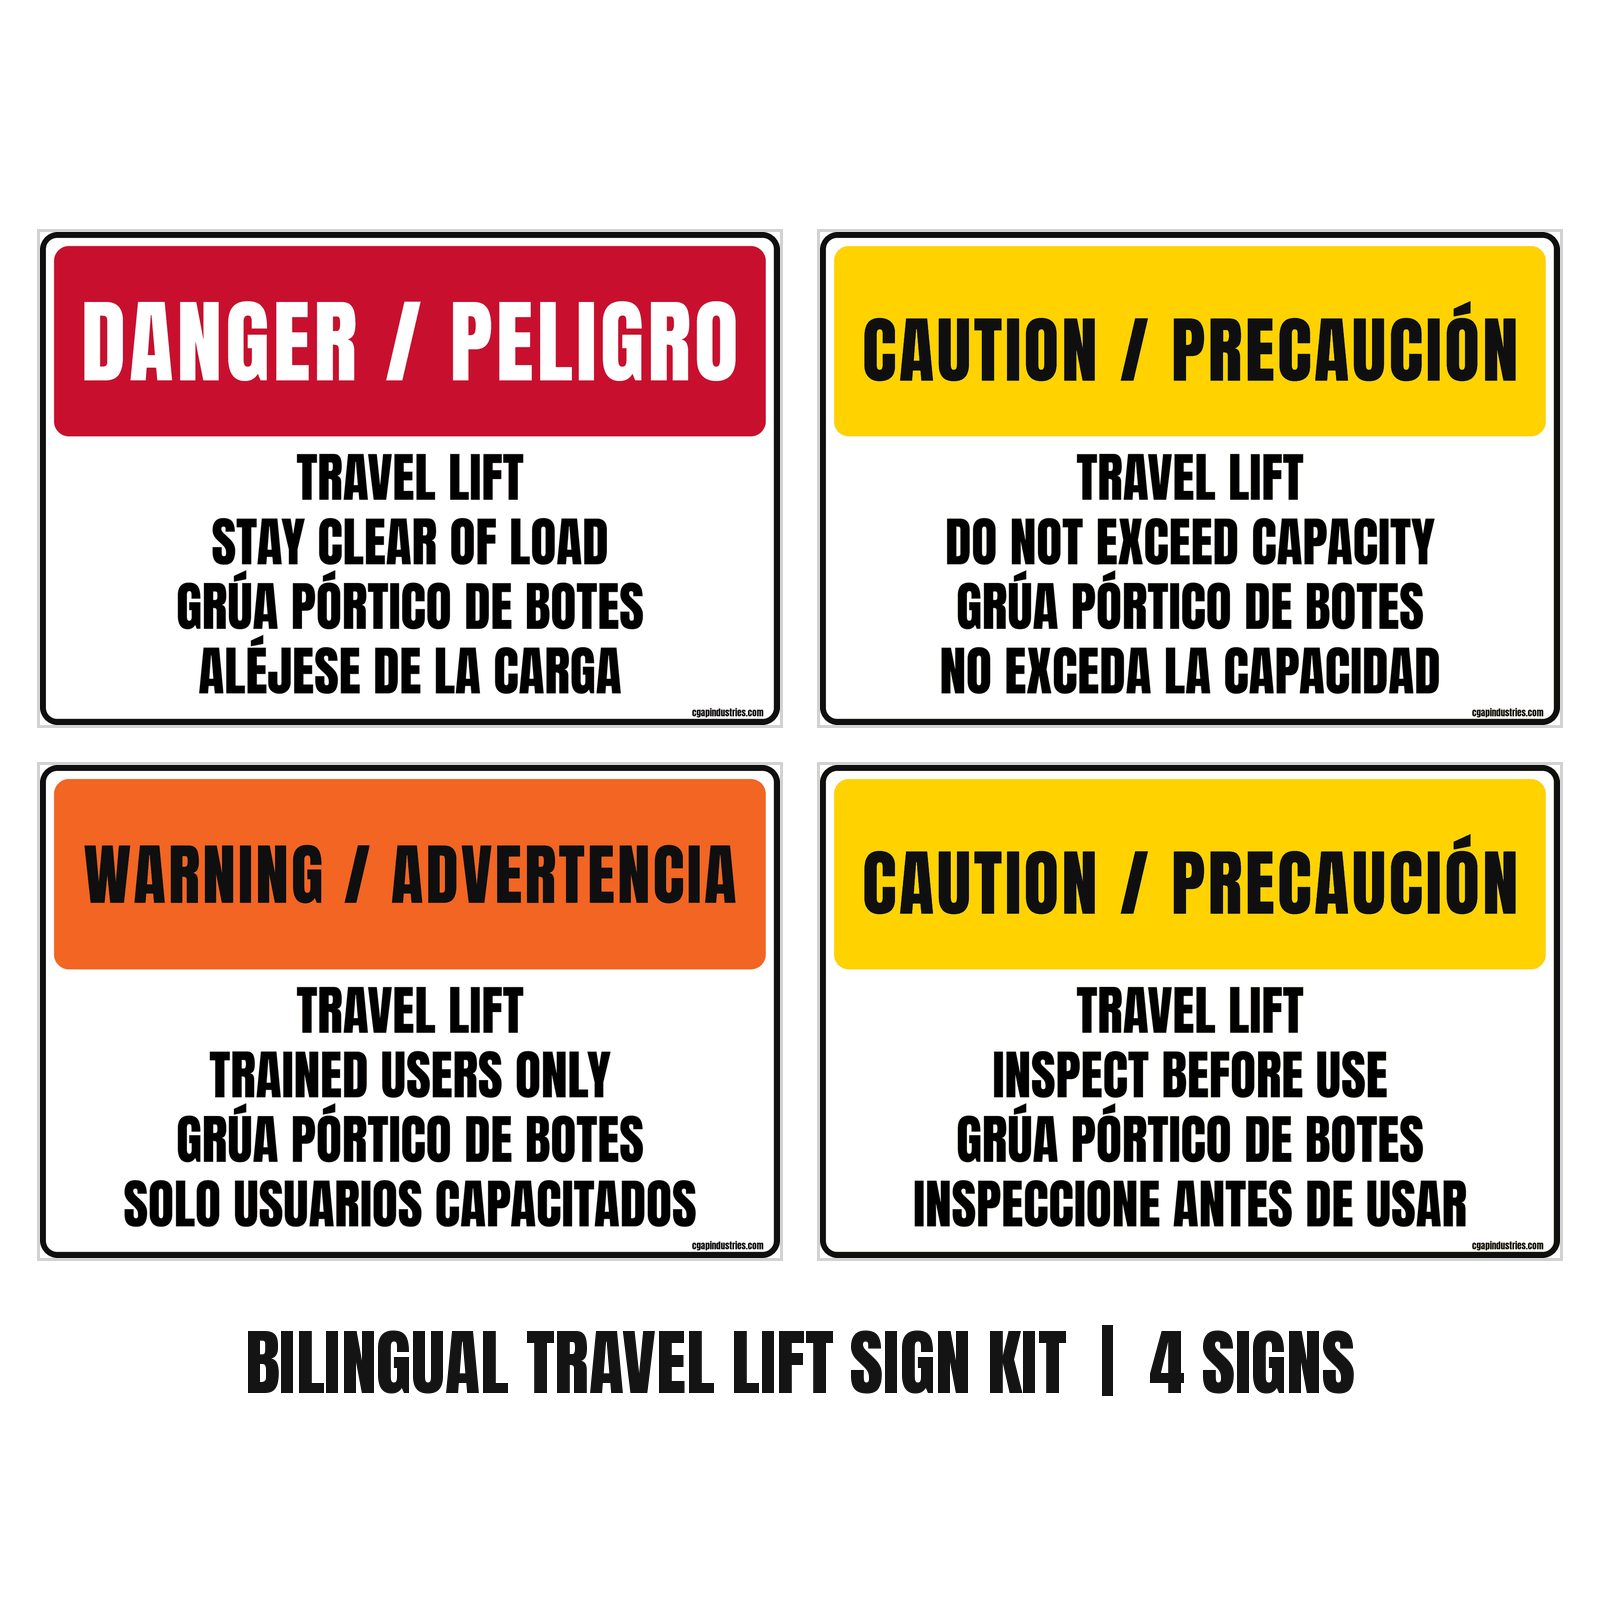 DANGER / PELIGRO
TRAVEL LIFT
STAY CLEAR OF LOAD
GRÚA PÓRTICO DE BOTES
ALÉJESE DE LA CARGA
cgapindustries.com
CAUTION / PRECAUCIÓN
TRAVEL LIFT
DO NOT EXCEED CAPACITY
GRÚA PÓRTICO DE BOTES
NO EXCEDA LA CAPACIDAD
cgapindustries.com
WARNING / ADVERTENCIA
TRAVEL LIFT
TRAINED USERS ONLY
GRÚA PÓRTICO DE BOTES
SOLO USUARIOS CAPACITADOS
cgapindustries.com
CAUTION / PRECAUCIÓN
TRAVEL LIFT
INSPECT BEFORE USE
GRÚA PÓRTICO DE BOTES
INSPECCIONE ANTES DE USAR
cgapindustries.com
BILINGUAL TRAVEL LIFT SIGN KIT | 4 SIGNS